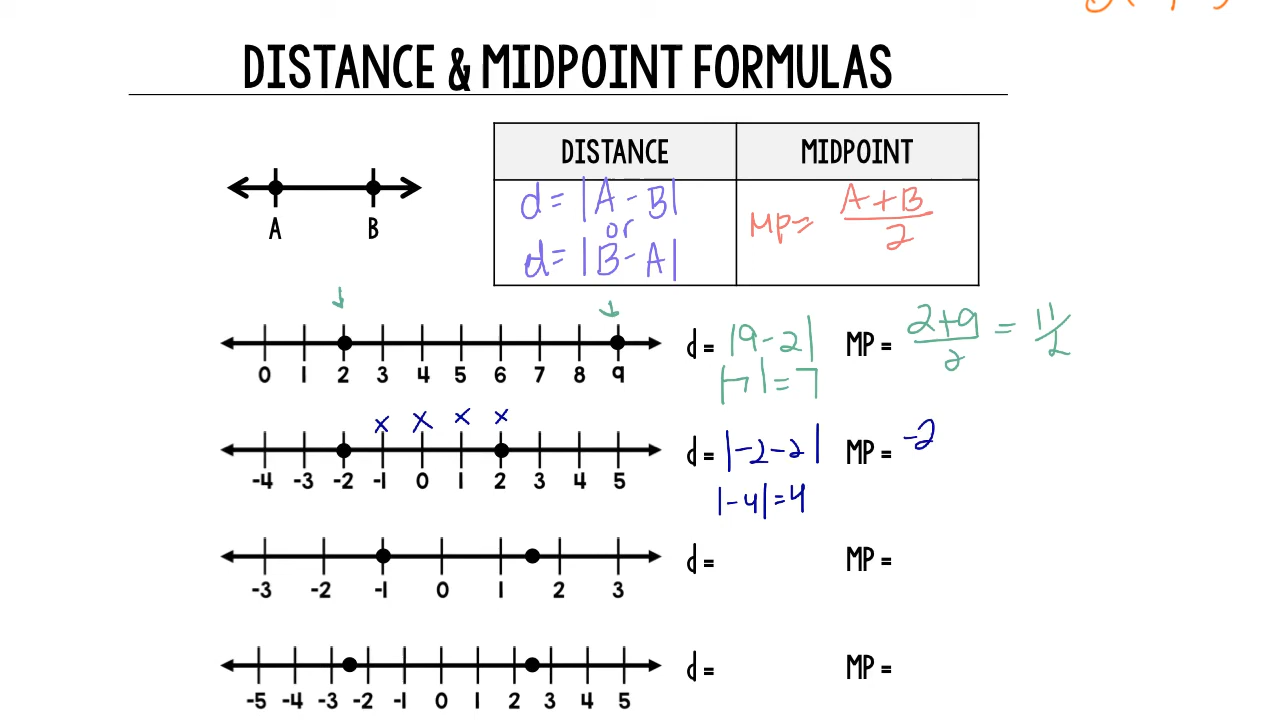 DISTANCE & MIDPOINT FORMULAS
DISTANCE MIDPOINT
A B
d = |A - B|
or
d = |B - A|
MP = A + B / 2
0 1 2 3 4 5 6 7 8 9
d = |9 - 2|
|7| = 7
MP = 2 + 9 / 2 = 11 / 2
x x x x
-4 -3 -2 -1 0 1 2 3 4 5
d = |-2 - 2|
|-4| = 4
MP = -2
-3 -2 -1 0 1 2 3
d =
MP =
-5 -4 -3 -2 -1 0 1 2 3 4 5
d =
MP =